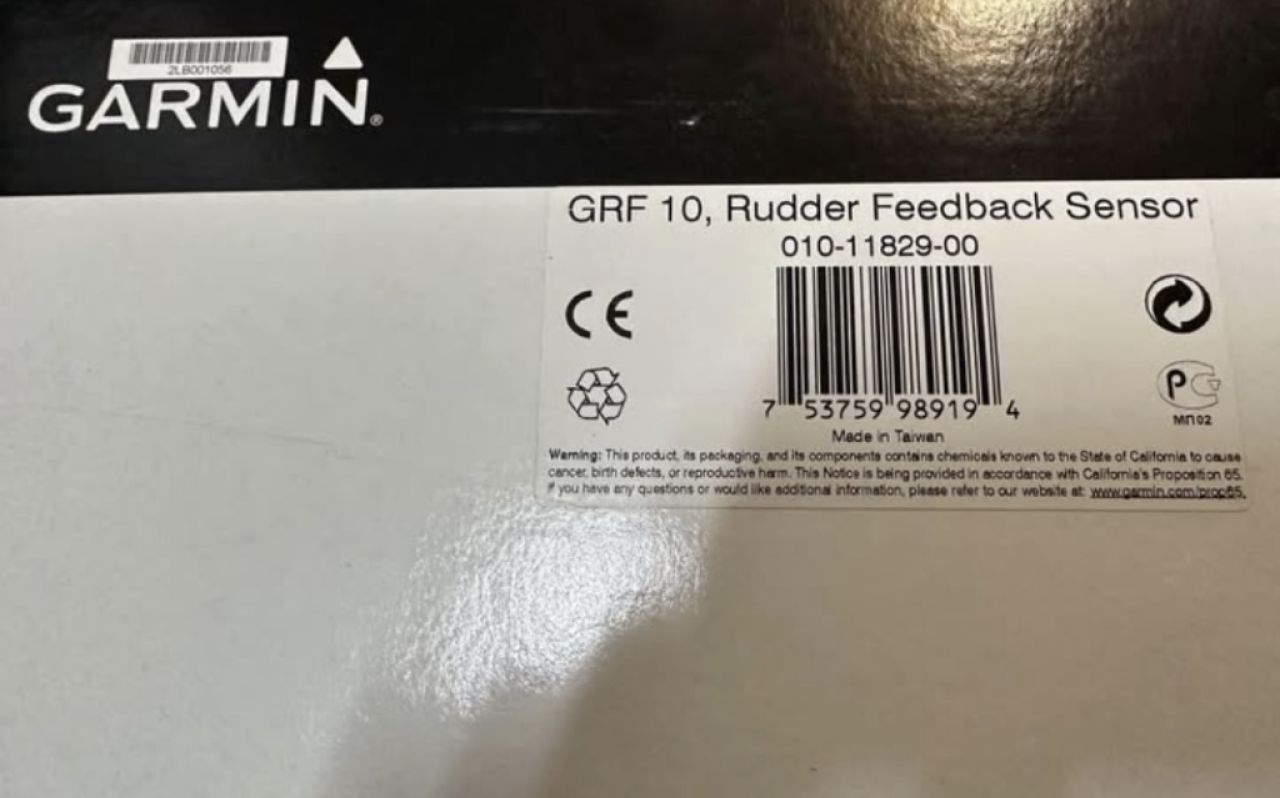 2LB001056
GARMIN®
GRF 10, Rudder Feedback Sensor
010-11829-00
CE
PG
МП02
7 53759 98919 4
Made in Taiwan
Warning: This product, its packaging, and its components contains chemicals known to the State of California to cause
cancer, birth defects, or reproductive harm. This Notice is being provided in accordance with California's Proposition 65.
If you have any questions or would like additional information, please refer to our website at: www.garmin.com/prop65.